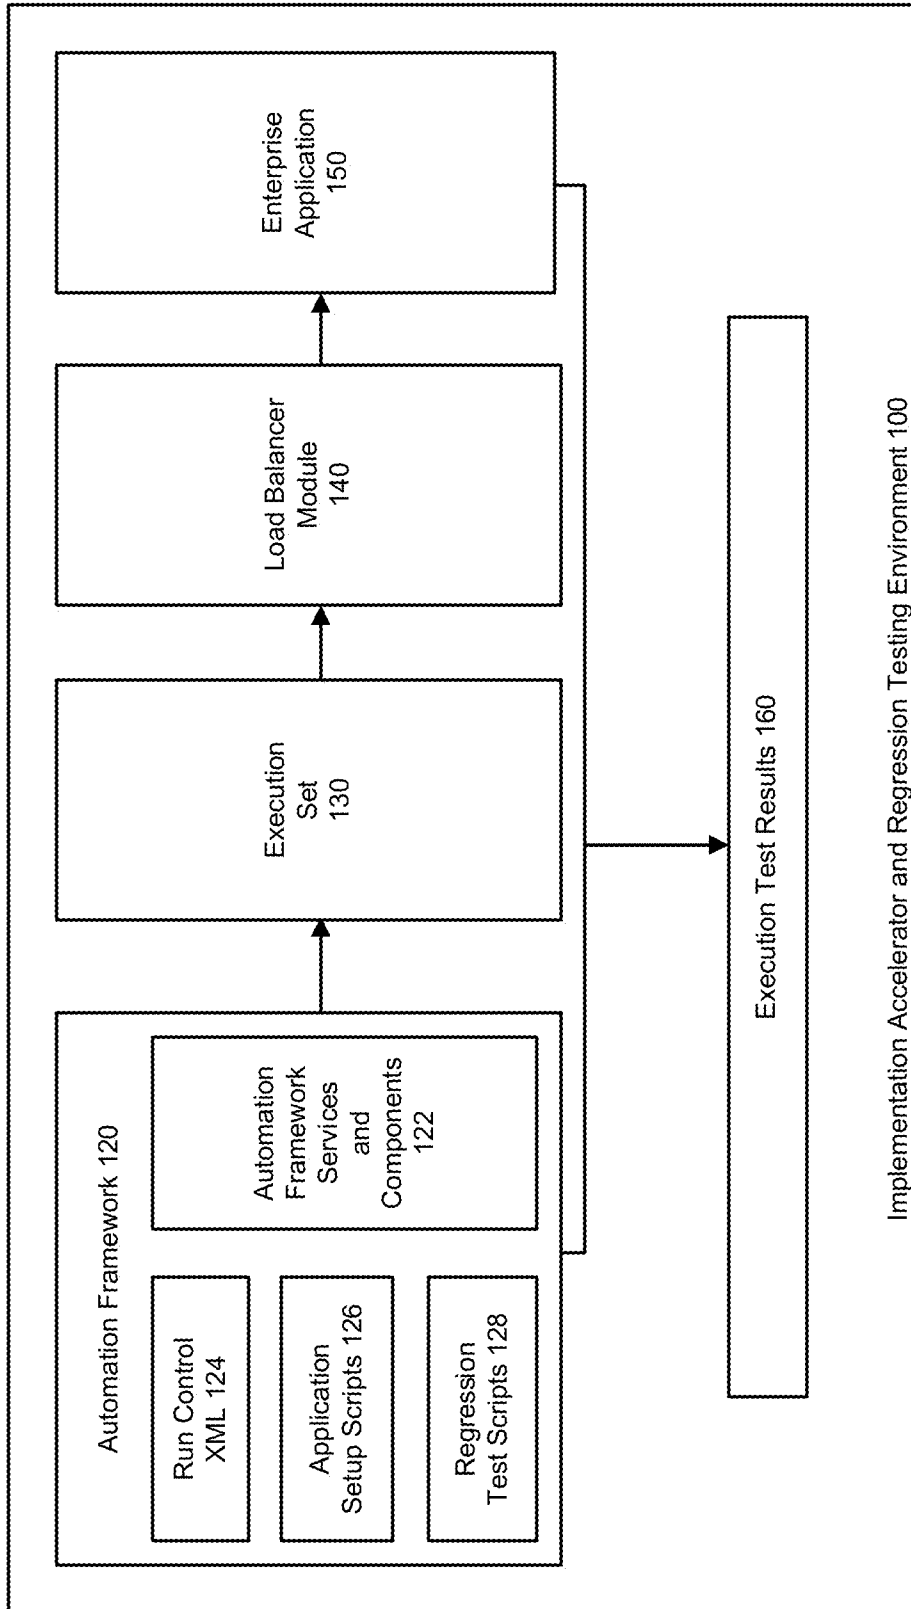 Automation Framework 120
Run Control
XML 124
Application
Setup Scripts 126
Regression
Test Scripts 128
Automation
Framework
Services
and
Components
122
Execution
Set
130
Load Balancer
Module
140
Enterprise
Application
150
Execution Test Results 160
Implementation Accelerator and Regression Testing Environment 100